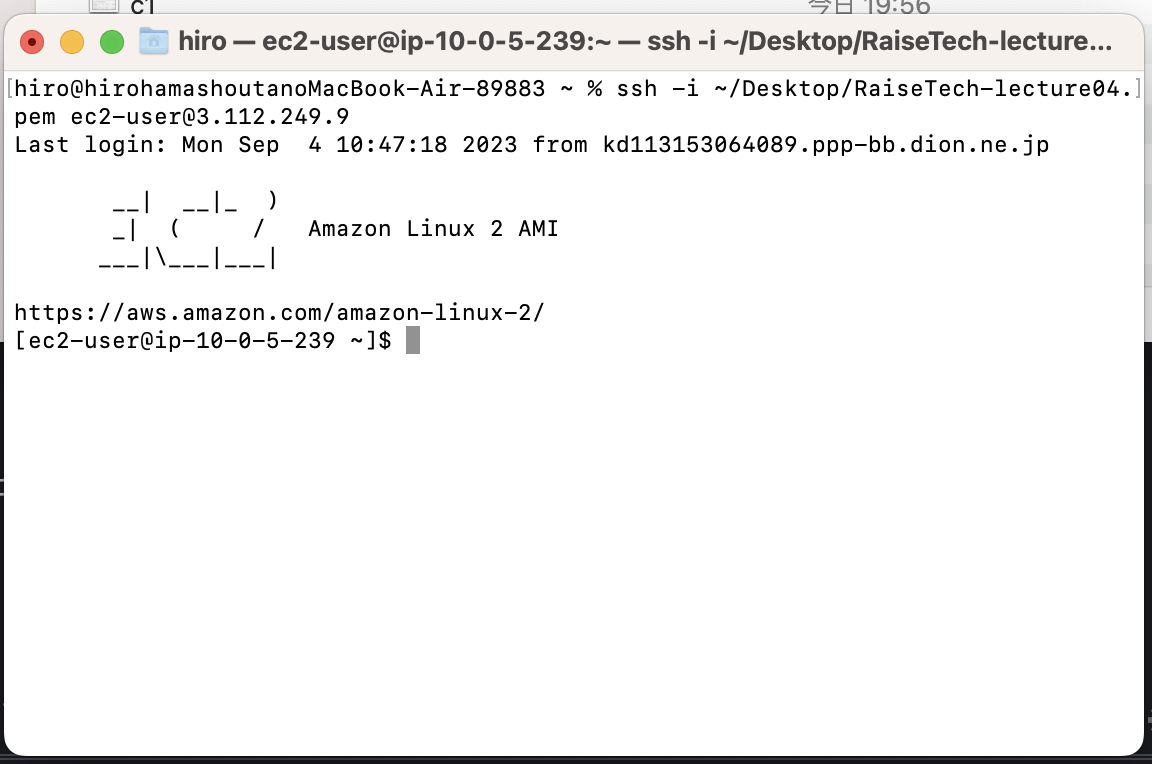 c1 今日 19:56
hiro — ec2-user@ip-10-0-5-239:~ — ssh -i ~/Desktop/RaiseTech-lecture...
[hiro@hirohamashoutanoMacBook-Air-89883 ~ % ssh -i ~/Desktop/RaiseTech-lecture04.]
pem ec2-user@3.112.249.9
Last login: Mon Sep  4 10:47:18 2023 from kd113153064089.ppp-bb.dion.ne.jp
       __|  __|_  )
       _|  (     /   Amazon Linux 2 AMI
      ___|\___|___|
https://aws.amazon.com/amazon-linux-2/
[ec2-user@ip-10-0-5-239 ~]$